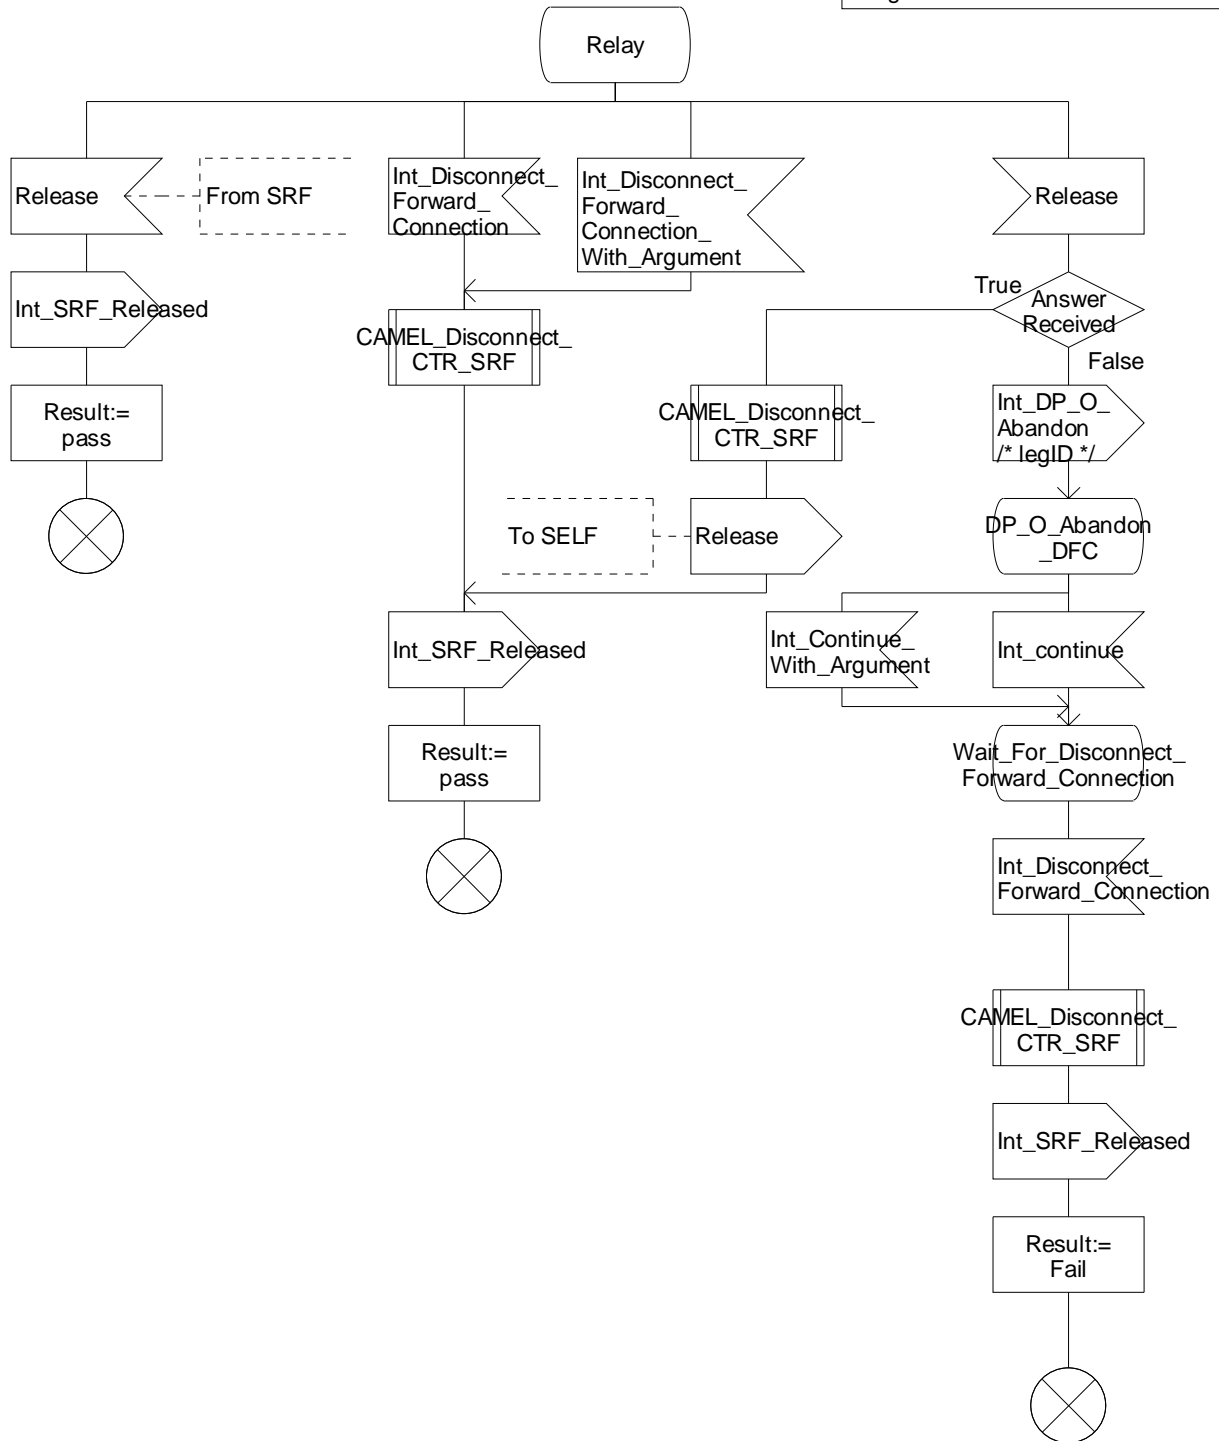 Relay
Release
From SRF
Int_Disconnect_
Forward_
Connection
Int_Disconnect_
Forward_
Connection_
With_Argument
Release
Int_SRF_Released
CAMEL_Disconnect_
CTR_SRF
True
Answer
Received
False
Result:=
pass
CAMEL_Disconnect_
CTR_SRF
Int_DP_O_
Abandon
/* legID */
To SELF
Release
DP_O_Abandon
_DFC
Int_SRF_Released
Int_Continue_
With_Argument
Int_continue
Result:=
pass
Wait_For_Disconnect_
Forward_Connection
Int_Disconnect_
Forward_Connection
CAMEL_Disconnect_
CTR_SRF
Int_SRF_Released
Result:=
Fail